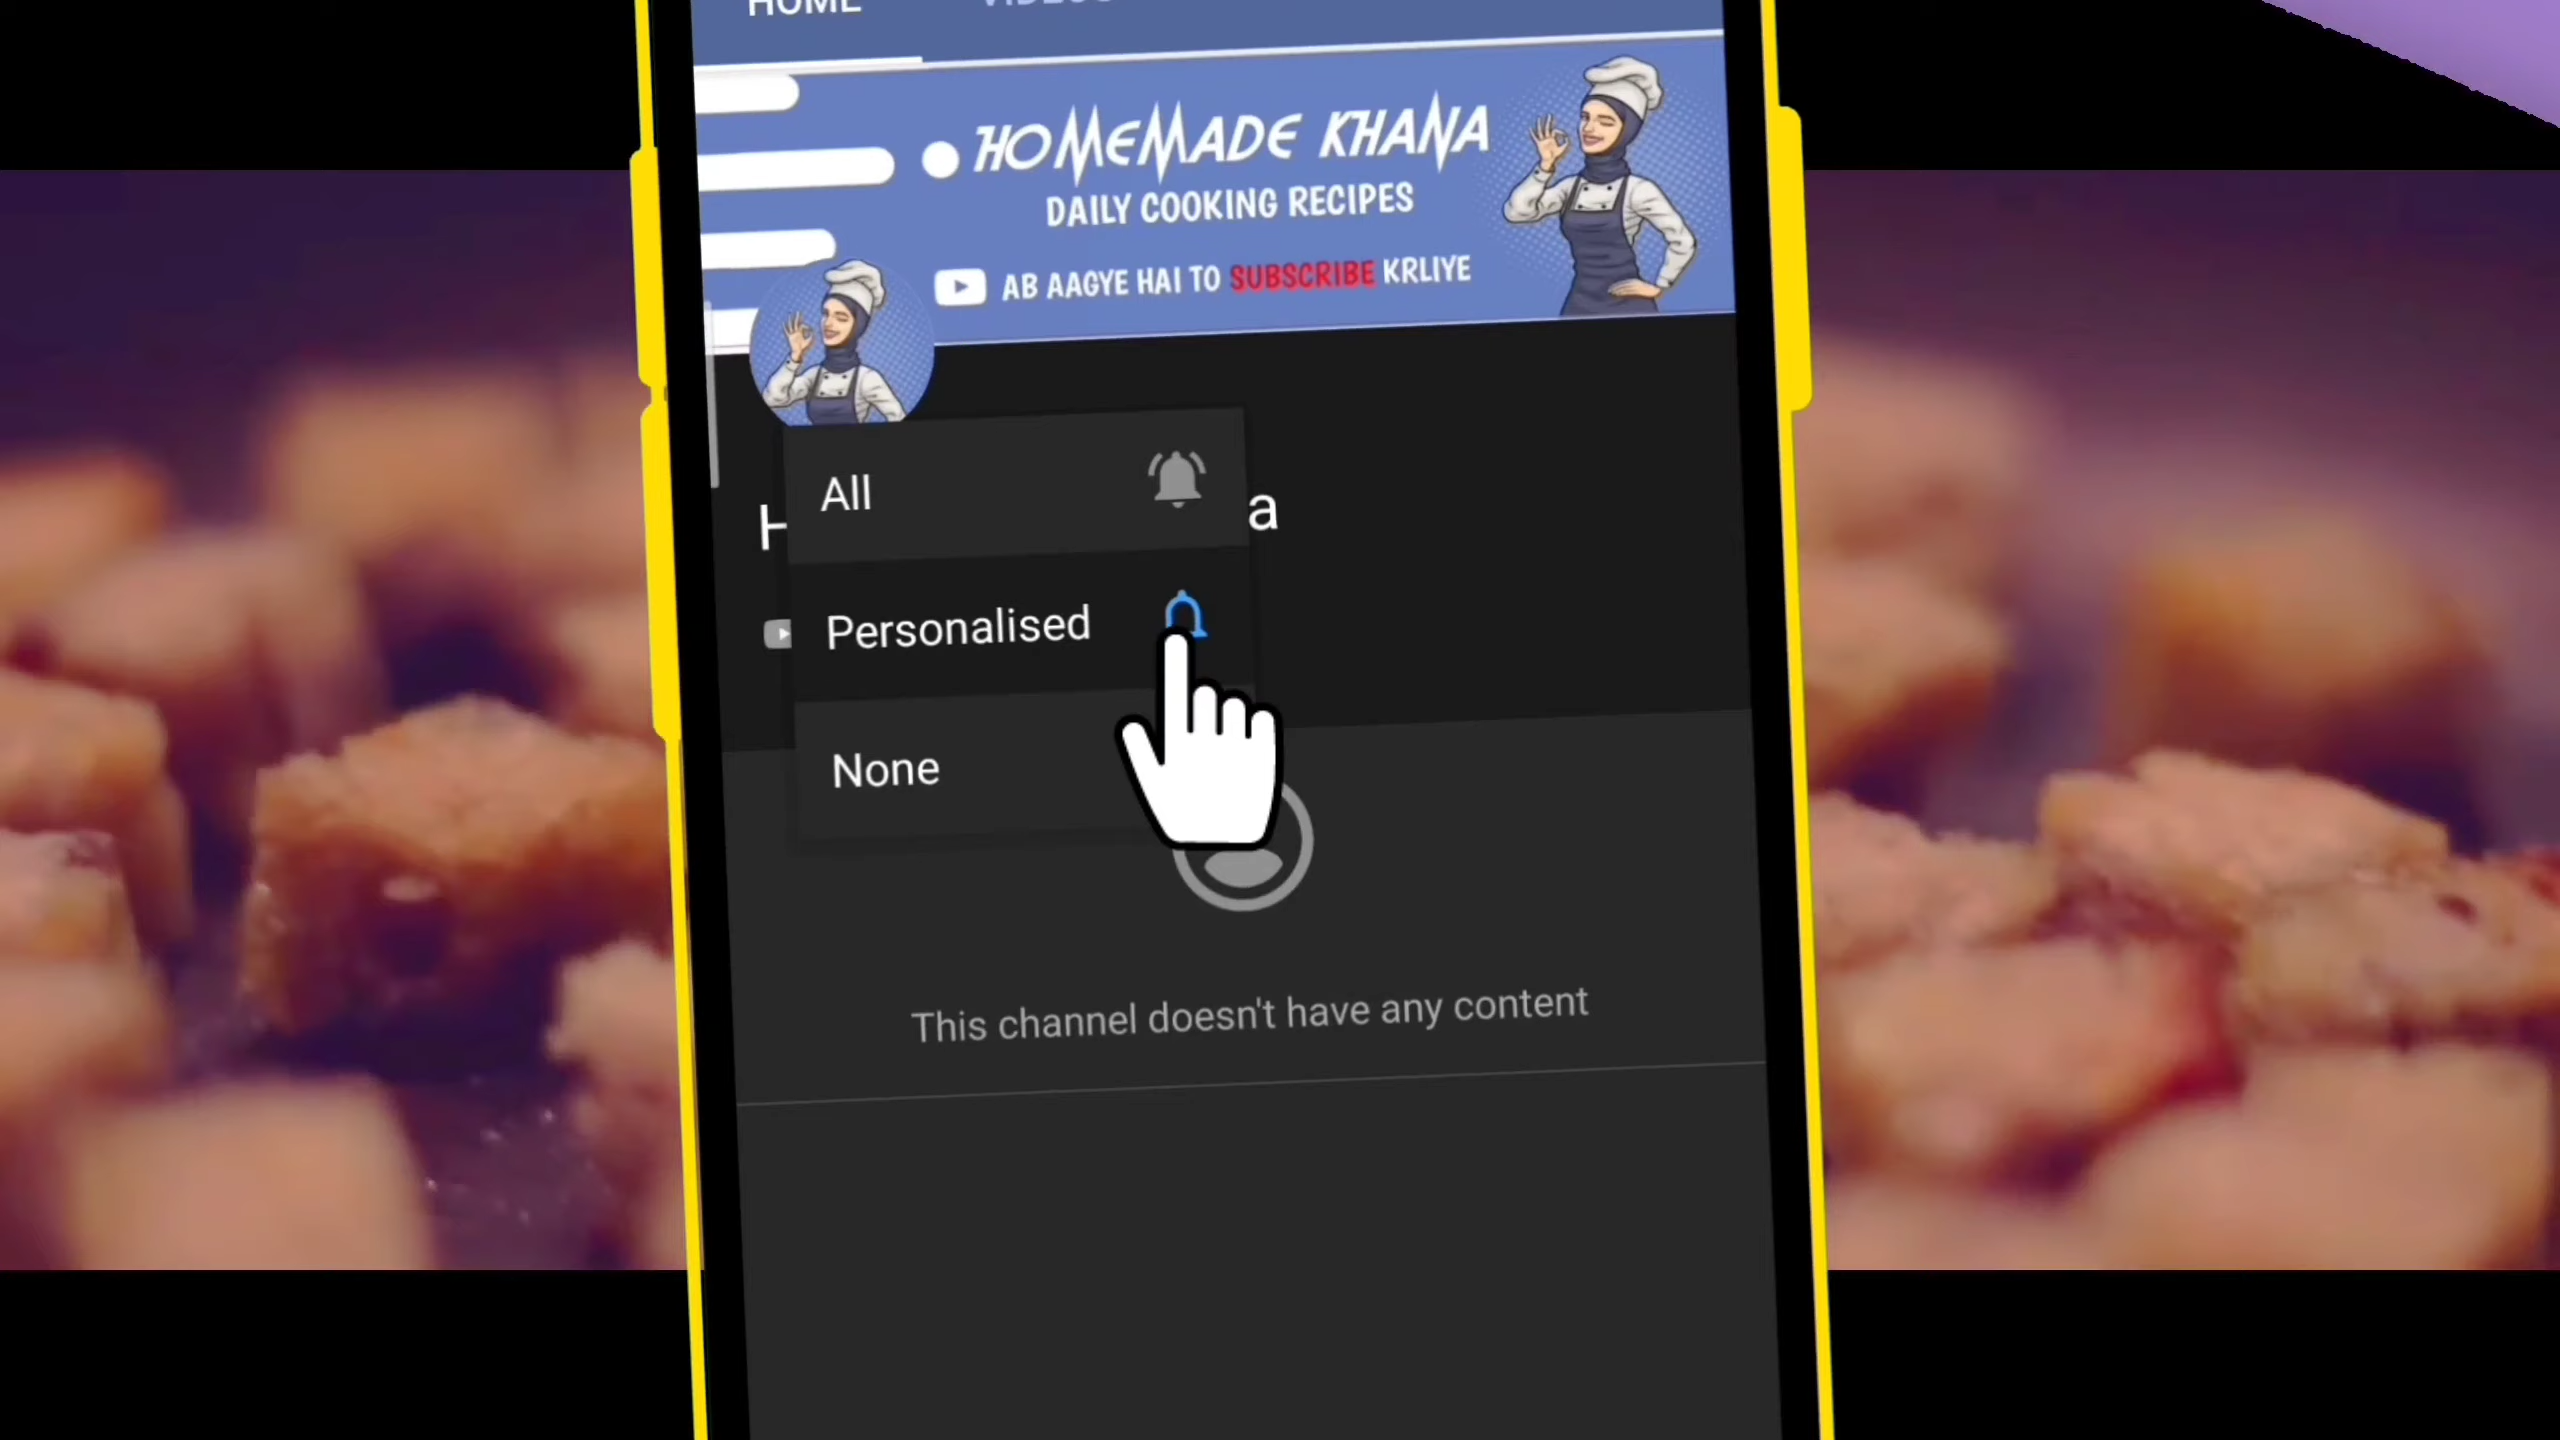 HOME
HOMEMADE KHANA
DAILY COOKING RECIPES
AB AAGYE HAI TO SUBSCRIBE KRLIYE
All
H a
Personalised
None
This channel doesn't have any content